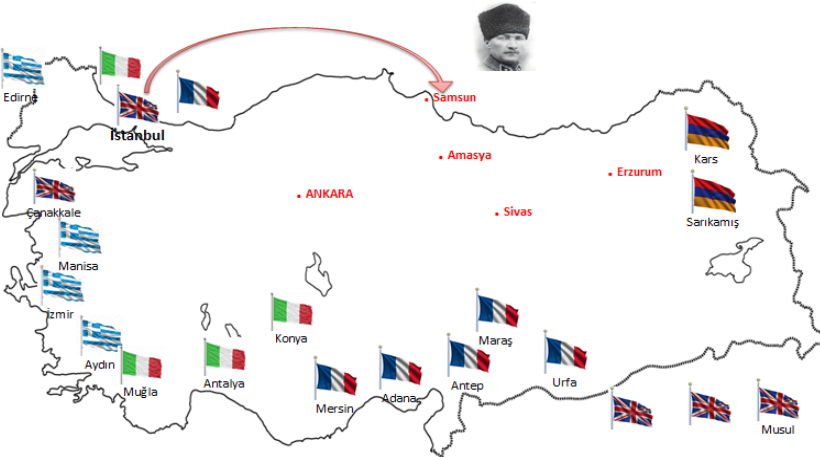 Edirne
İstanbul
Samsun
Amasya
Erzurum
Kars
ANKARA
Sivas
Sarıkamış
Çanakkale
Manisa
İzmir
Aydın
Muğla
Antalya
Konya
Mersin
Adana
Maraş
Antep
Urfa
Musul